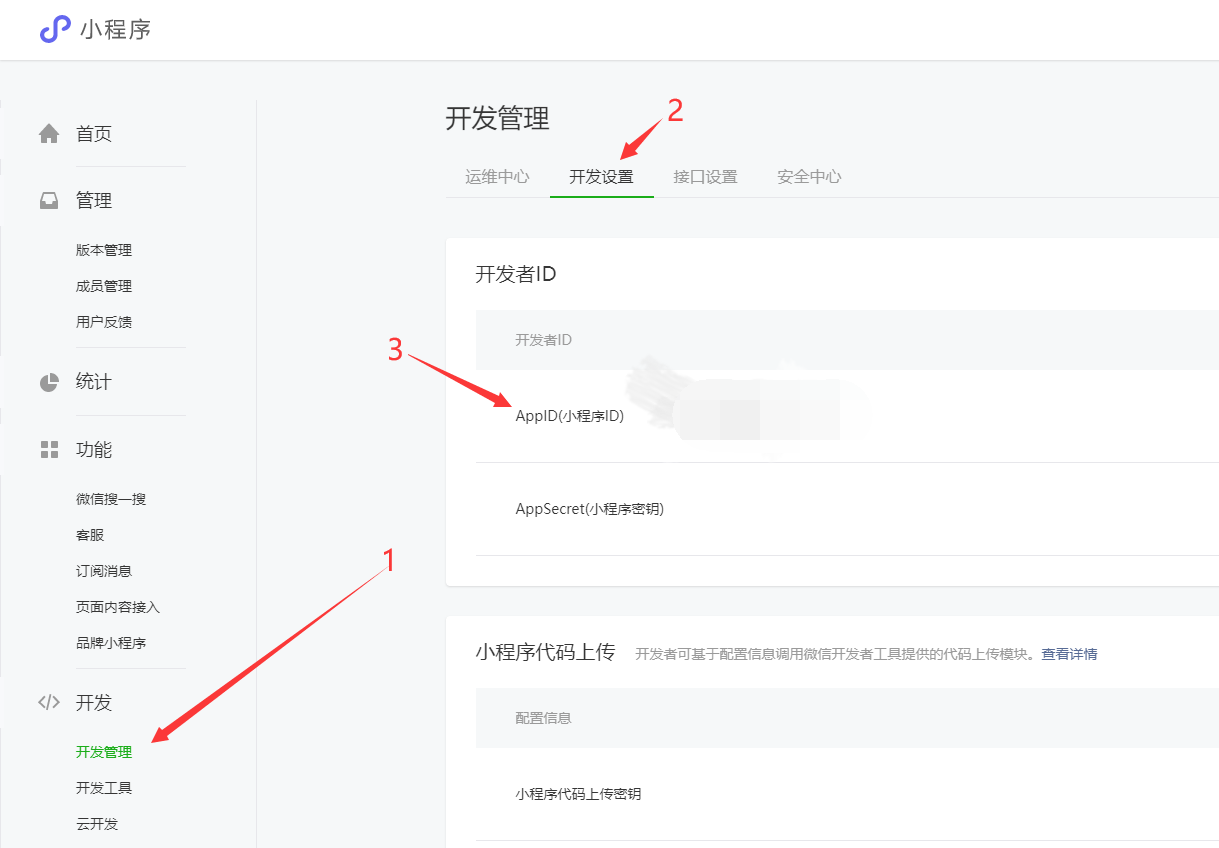 小程序
首页
管理
版本管理
成员管理
用户反馈
统计
功能
微信搜一搜
客服
订阅消息
页面内容接入
品牌小程序
开发
开发管理
开发工具
云开发
1
开发管理
2
运维中心 开发设置 接口设置 安全中心
开发者ID
开发者ID
3
AppID(小程序ID)
AppSecret(小程序密钥)
小程序代码上传 开发者可基于配置信息调用微信开发者工具提供的代码上传模块。查看详情
配置信息
小程序代码上传密钥